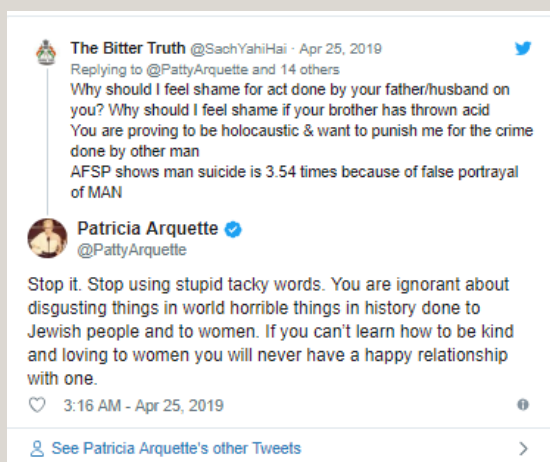 The Bitter Truth @SachYahiHai · Apr 25, 2019
Replying to @PattyArquette and 14 others
Why should I feel shame for act done by your father/husband on
you? Why should I feel shame if your brother has thrown acid
You are proving to be holocaustic & want to punish me for the crime
done by other man
AFSP shows man suicide is 3.54 times because of false portrayal
of MAN
Patricia Arquette
@PattyArquette
Stop it. Stop using stupid tacky words. You are ignorant about
disgusting things in world horrible things in history done to
Jewish people and to women. If you can't learn how to be kind
and loving to women you will never have a happy relationship
with one.
3:16 AM - Apr 25, 2019
See Patricia Arquette's other Tweets